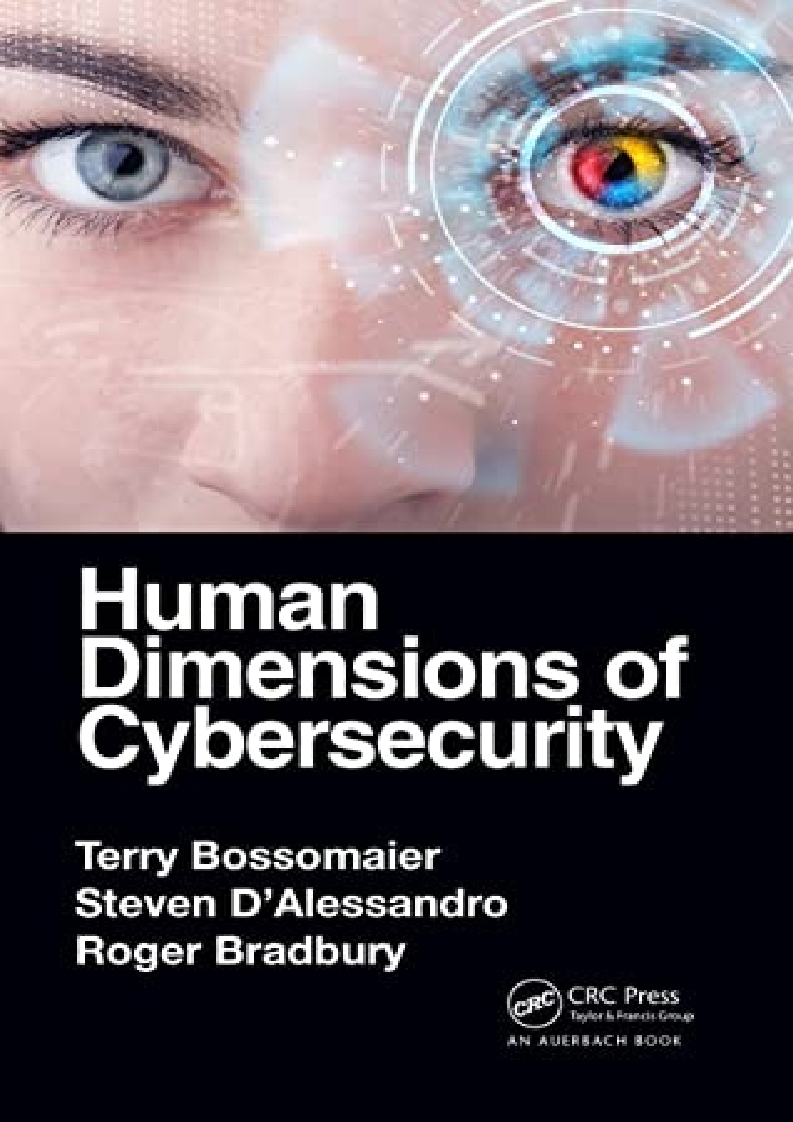 Human
Dimensions of
Cybersecurity
Terry Bossomaier
Steven D'Alessandro
Roger Bradbury
CRC
CRC Press
Taylor & Francis Group
AN AUERBACH BOOK